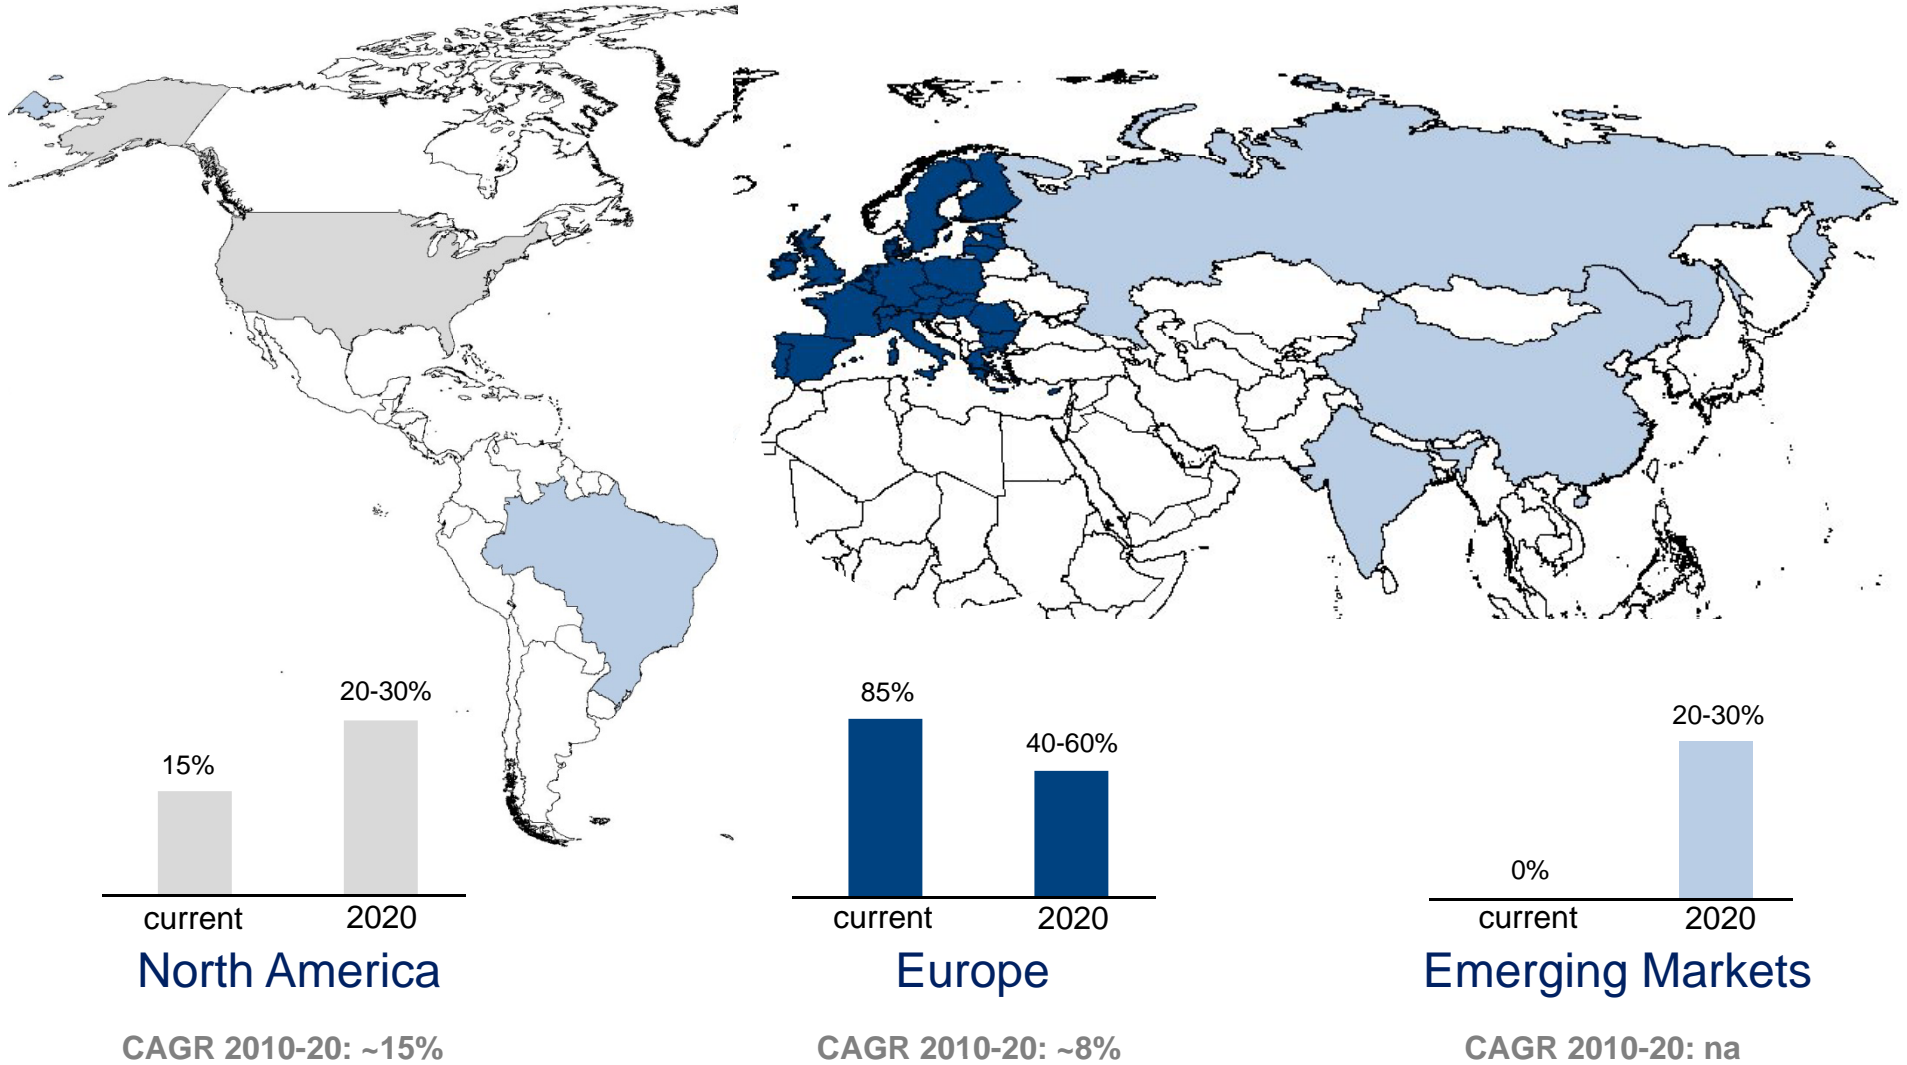 20-30%
15%
current 2020
North America
CAGR 2010-20: ~15%
85%
40-60%
current 2020
Europe
CAGR 2010-20: ~8%
20-30%
0%
current 2020
Emerging Markets
CAGR 2010-20: na